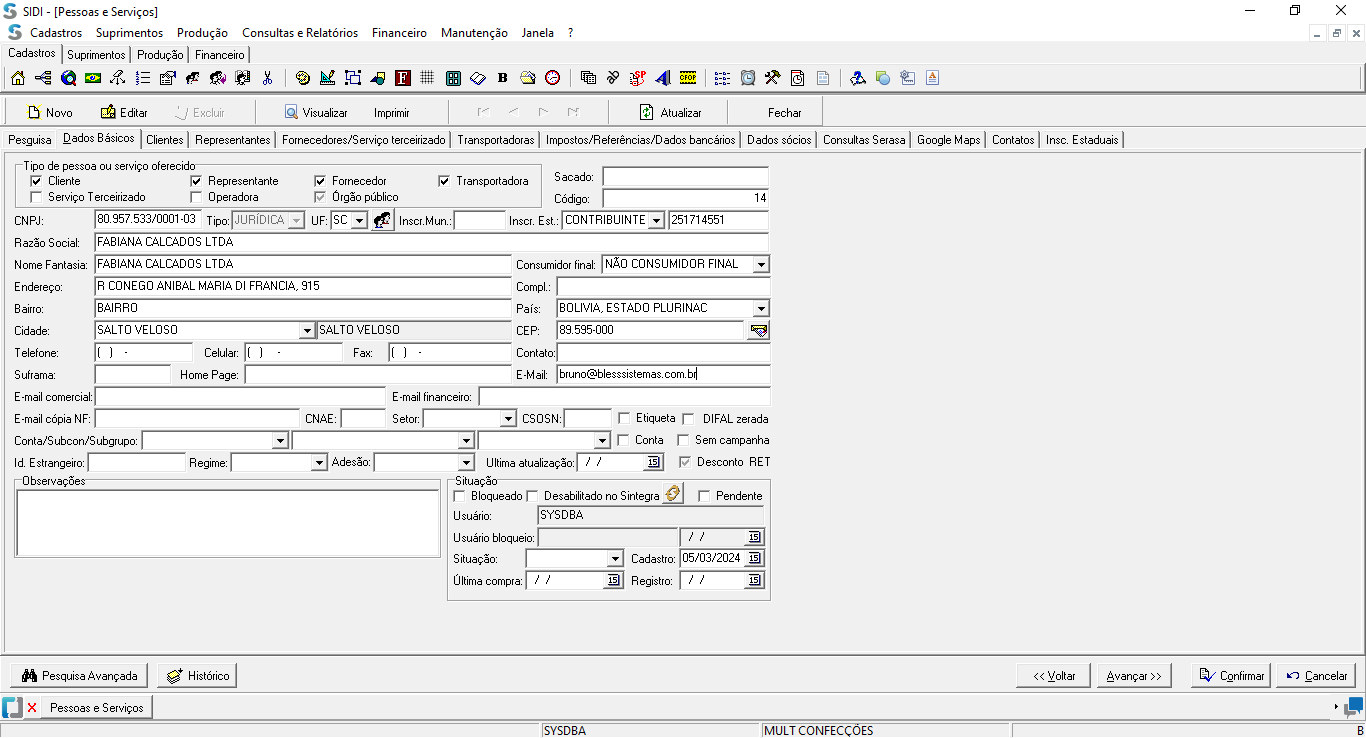 SIDI - [Pessoas e Serviços]
Cadastros Suprimentos Produção Consultas e Relatórios Financeiro Manutenção Janela ?
Cadastros Suprimentos Produção Financeiro
B SP CFOP
Novo Editar Excluir Visualizar Imprimir Atualizar Fechar
Pesquisa Dados Básicos Clientes Representantes Fornecedores/Serviço terceirizado Transportadoras Impostos/Referências/Dados bancários Dados sócios Consultas Serasa Google Maps Contatos Insc. Estaduais
Tipo de pessoa ou serviço oferecido
Cliente Representante Fornecedor Transportadora Sacado:
Serviço Terceirizado Operadora Órgão público Código: 14
CNPJ: 80.957.533/0001-03 Tipo: JURÍDICA UF: SC Inscr.Mun.: Inscr. Est.: CONTRIBUINTE 251714551
Razão Social: FABIANA CALCADOS LTDA
Nome Fantasia: FABIANA CALCADOS LTDA Consumidor final: NÃO CONSUMIDOR FINAL
Endereço: R CONEGO ANIBAL MARIA DI FRANCIA, 915 Compl.:
Bairro: BAIRRO País: BOLIVIA, ESTADO PLURINAC
Cidade: SALTO VELOSO SALTO VELOSO CEP: 89.595-000
Telefone: ( ) - Celular: ( ) - Fax: ( ) - Contato:
Suframa: Home Page: E-Mail: bruno@blesssistemas.com.br
E-mail comercial: E-mail financeiro:
E-mail cópia NF: CNAE: Setor: CSOSN: Etiqueta DIFAL zerada
Conta/Subcon/Subgrupo: Conta Sem campanha
Id. Estrangeiro: Regime: Adesão: Ultima atualização: / / 15 Desconto RET
Observações Situação
Bloqueado Desabilitado no Sintegra Pendente
Usuário: SYSDBA
Usuário bloqueio: / / 15
Situação: Cadastro: 05/03/2024 15
Última compra: / / 15 Registro: / / 15
Pesquisa Avançada Histórico << Voltar Avançar >> Confirmar Cancelar
Pessoas e Serviços
SYSDBA MULT CONFECÇÕES B